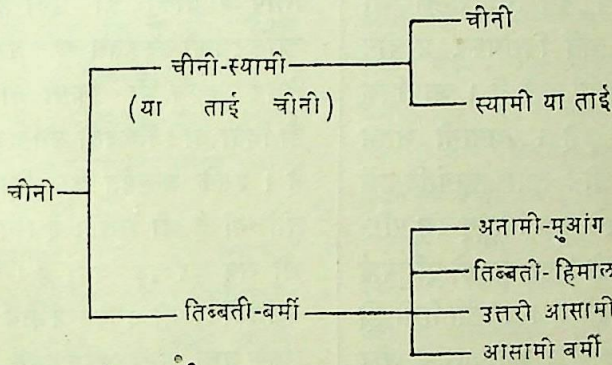 चीनी
चीनी-स्यामी
(या ताई चीनी)
स्यामी या ताई
चीनी
अनामी-मुआंग
तिब्बती-हिमाल
तिब्बती-बर्मी
उत्तरी आसामी
आसामी बर्मी